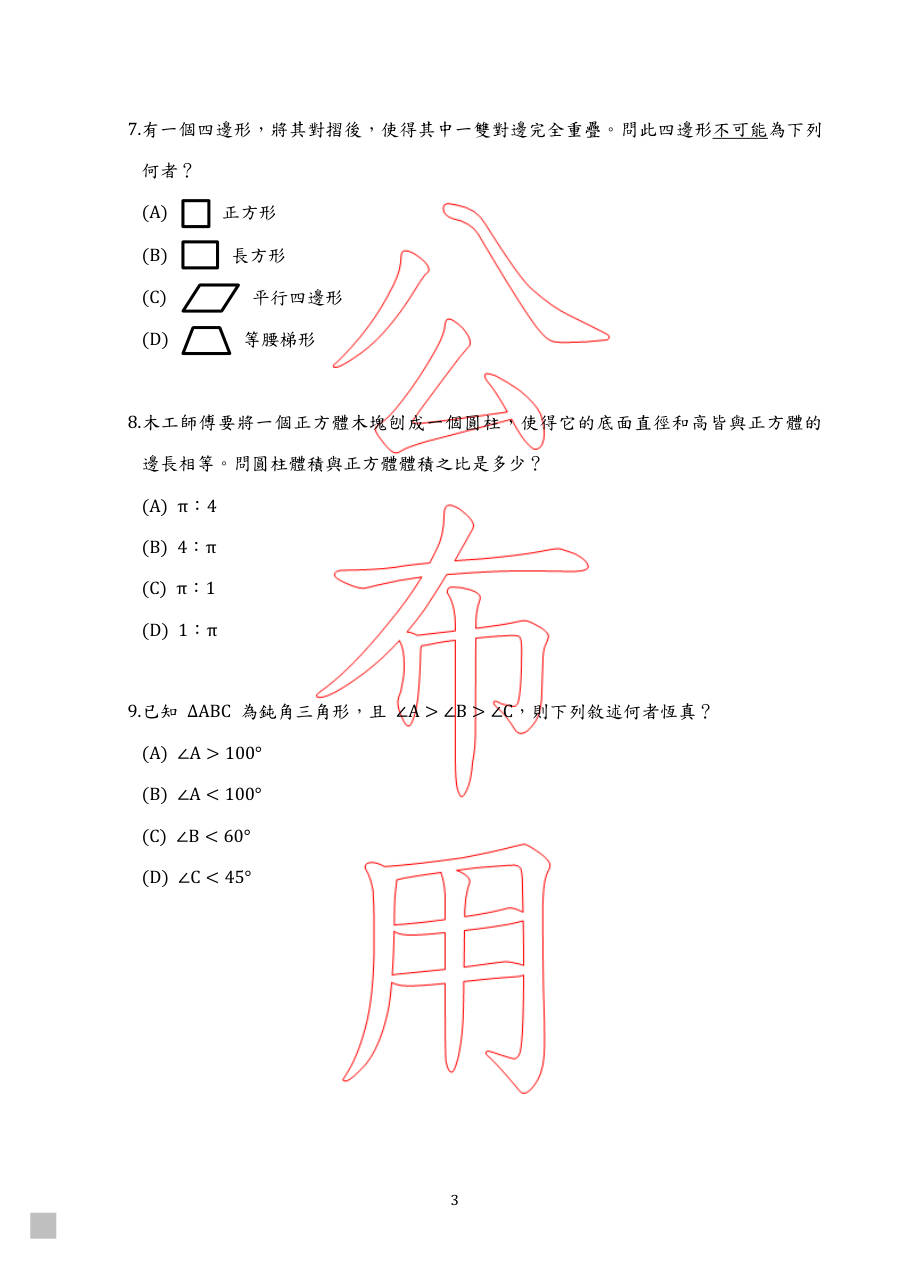 7.有一個四邊形，將其對摺後，使得其中一雙對邊完全重疊。問此四邊形不可能為下列
何者？
(A) 正方形
(B) 長方形
(C) 平行四邊形
(D) 等腰梯形
8.木工師傅要將一個正方體木塊刨成一個圓柱，使得它的底面直徑和高皆與正方體的
邊長相等。問圓柱體積與正方體體積之比是多少？
(A) π：4
(B) 4：π
(C) π：1
(D) 1：π
9.已知 ΔABC 為鈍角三角形，且 ∠A > ∠B > ∠C，則下列敘述何者恆真？
(A) ∠A > 100°
(B) ∠A < 100°
(C) ∠B < 60°
(D) ∠C < 45°
公
布
用
3